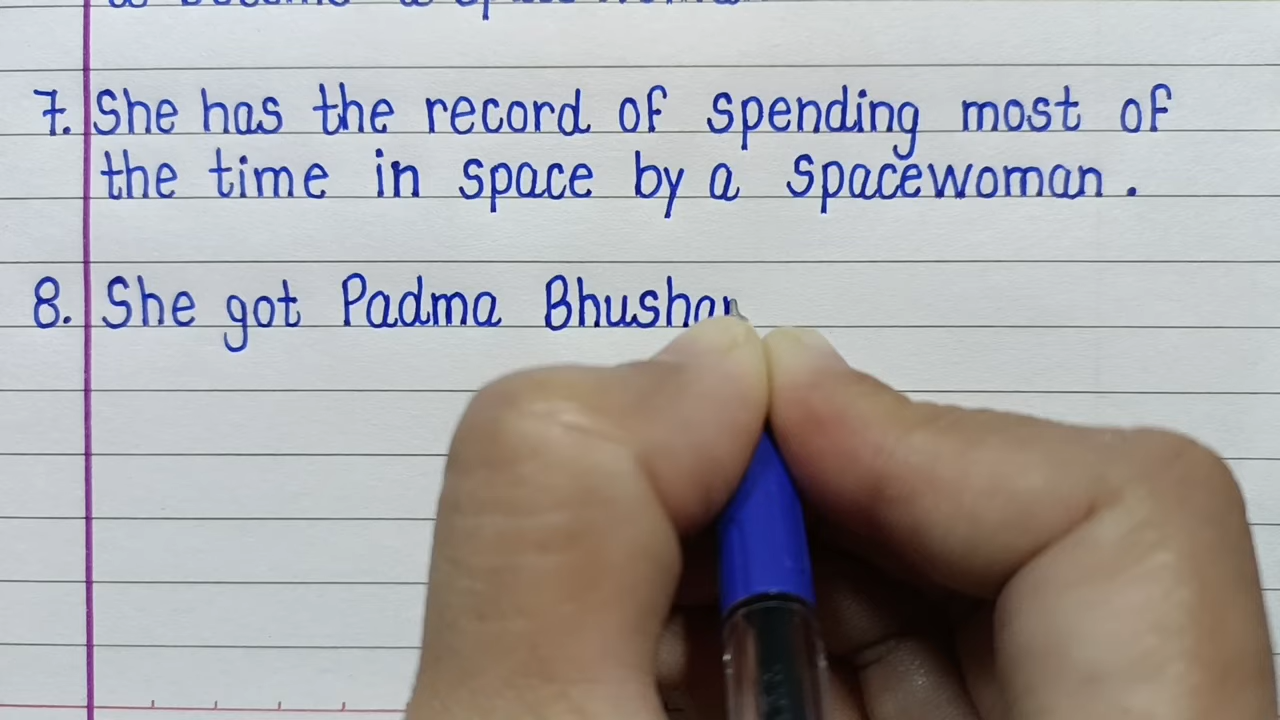 7. She has the record of spending most of
the time in space by a Spacewoman.
8. She got Padma Bhushan